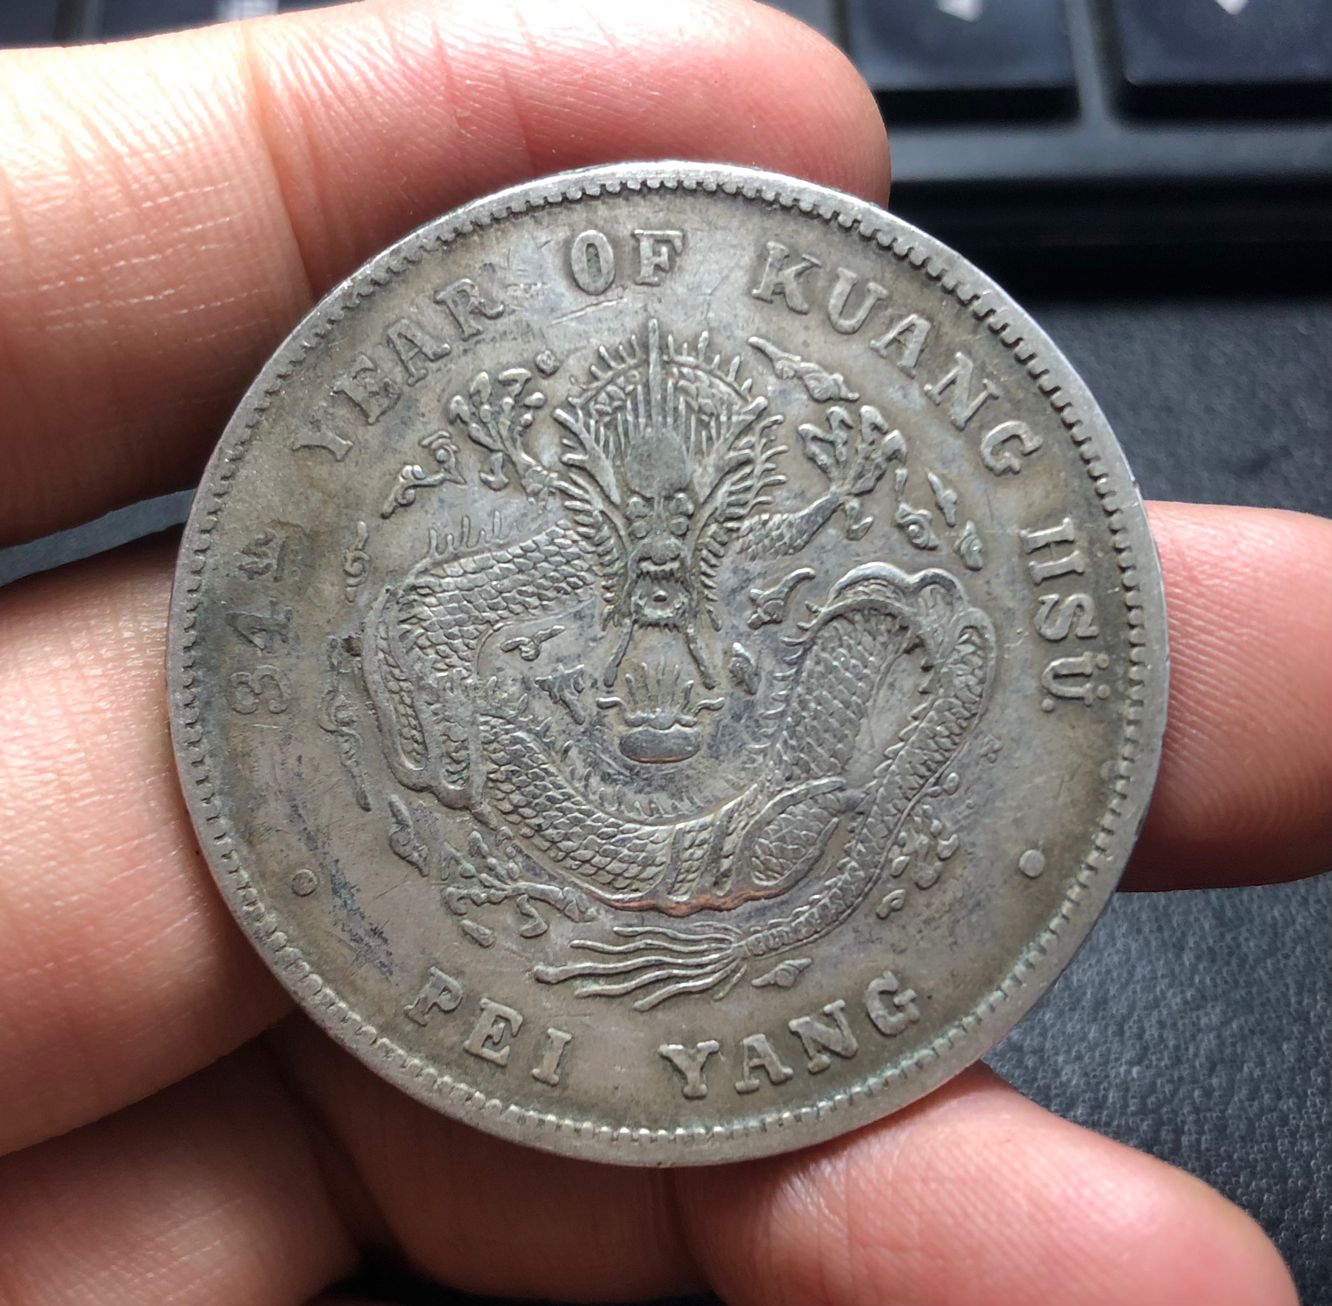 34TH YEAR OF KUANG HSÜ.
PEI YANG